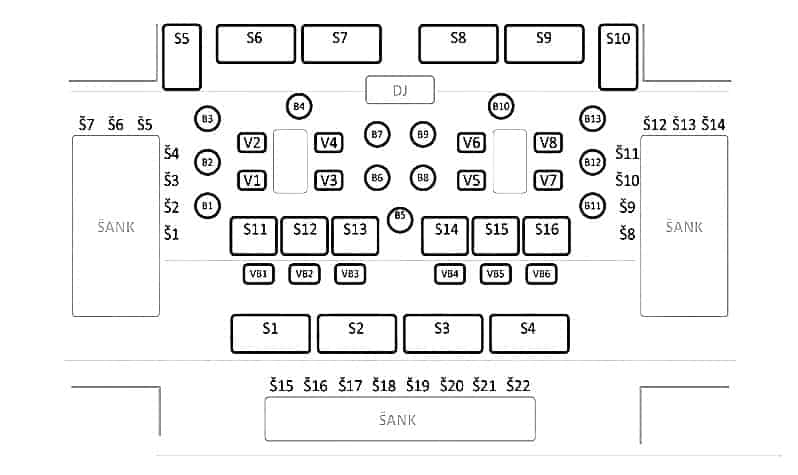 S5 S6 S7 S8 S9 S10
DJ
B4 B10
B3 B13
Š7 Š6 Š5 Š12 Š13 Š14
B7 B9
V2 V4 V6 V8
Š4 Š11
B2 B12
Š3 V1 V3 B6 B8 V5 V7 Š10
Š2 B1 B11 Š9
B5
ŠANK ŠANK
Š1 S11 S12 S13 S14 S15 S16 Š8
VB1 VB2 VB3 VB4 VB5 VB6
S1 S2 S3 S4
Š15 Š16 Š17 Š18 Š19 Š20 Š21 Š22
ŠANK